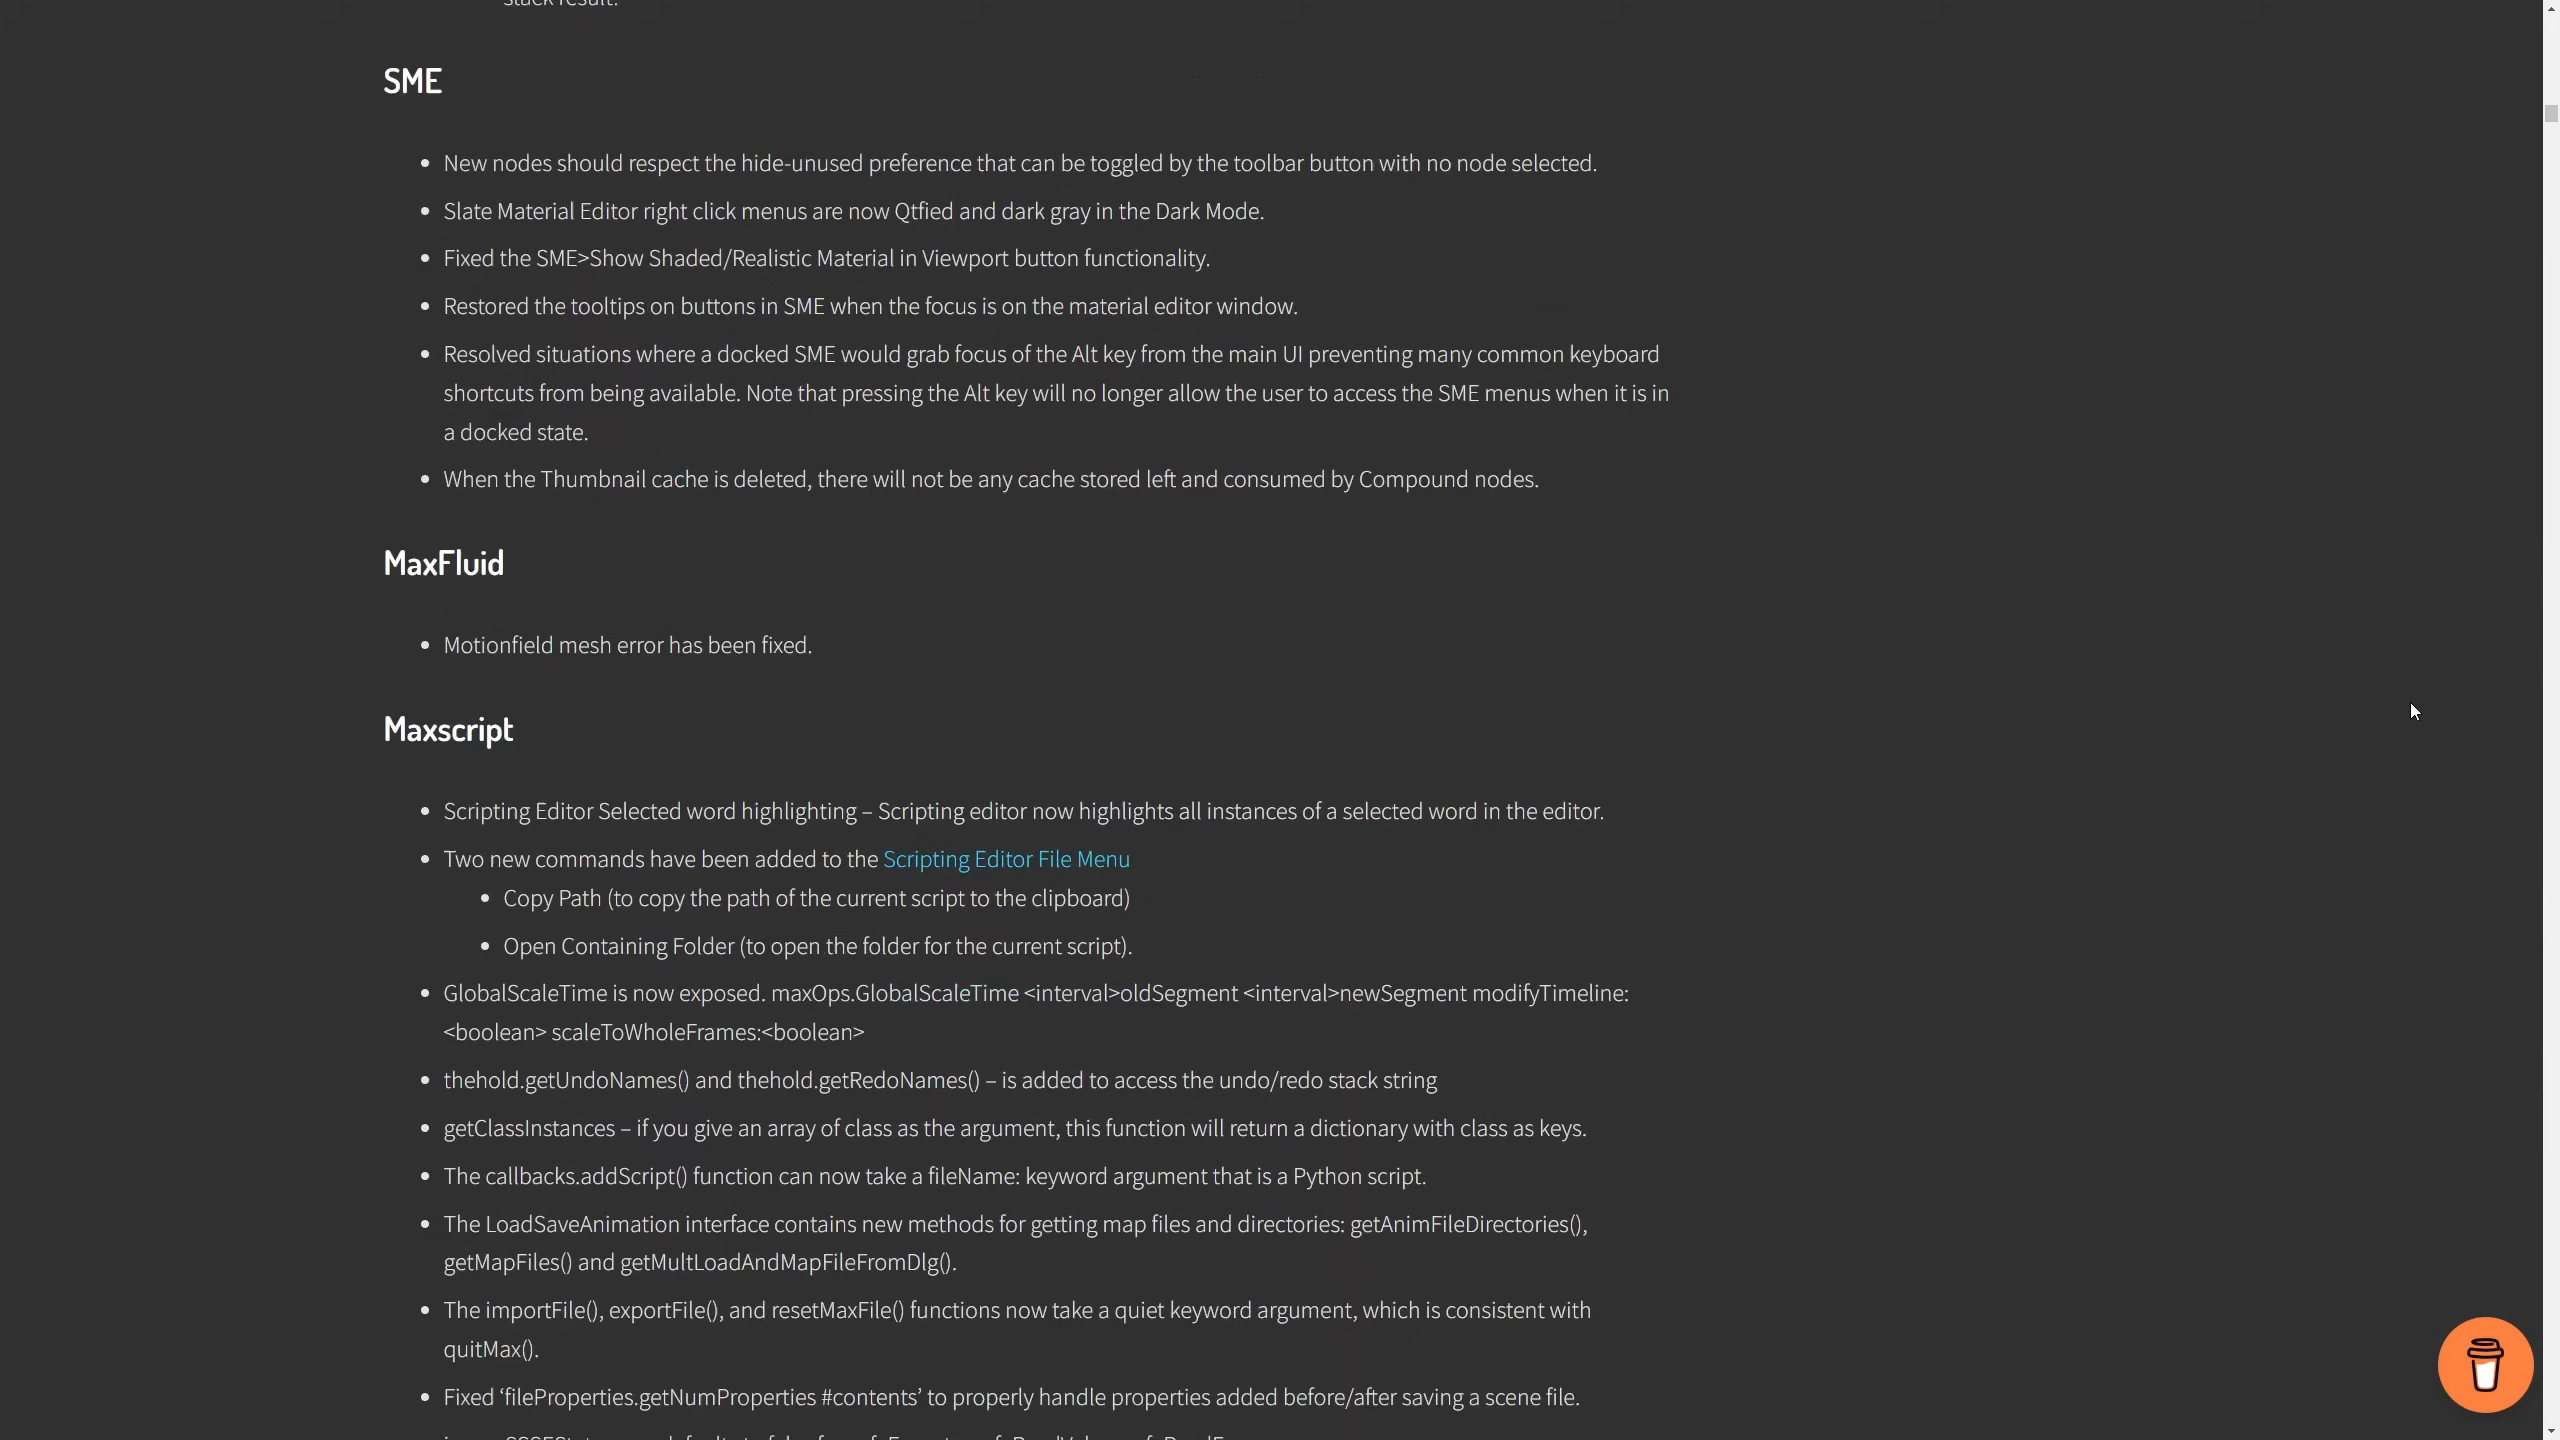 stack result.
SME
New nodes should respect the hide-unused preference that can be toggled by the toolbar button with no node selected.
Slate Material Editor right click menus are now Qtfied and dark gray in the Dark Mode.
Fixed the SME>Show Shaded/Realistic Material in Viewport button functionality.
Restored the tooltips on buttons in SME when the focus is on the material editor window.
Resolved situations where a docked SME would grab focus of the Alt key from the main UI preventing many common keyboard
shortcuts from being available. Note that pressing the Alt key will no longer allow the user to access the SME menus when it is in
a docked state.
When the Thumbnail cache is deleted, there will not be any cache stored left and consumed by Compound nodes.
MaxFluid
Motionfield mesh error has been fixed.
Maxscript
Scripting Editor Selected word highlighting – Scripting editor now highlights all instances of a selected word in the editor.
Two new commands have been added to the Scripting Editor File Menu
Copy Path (to copy the path of the current script to the clipboard)
Open Containing Folder (to open the folder for the current script).
GlobalScaleTime is now exposed. maxOps.GlobalScaleTime <interval>oldSegment <interval>newSegment modifyTimeline:
<boolean> scaleToWholeFrames:<boolean>
thehold.getUndoNames() and thehold.getRedoNames() – is added to access the undo/redo stack string
getClassInstances – if you give an array of class as the argument, this function will return a dictionary with class as keys.
The callbacks.addScript() function can now take a fileName: keyword argument that is a Python script.
The LoadSaveAnimation interface contains new methods for getting map files and directories: getAnimFileDirectories(),
getMapFiles() and getMultLoadAndMapFileFromDlg().
The importFile(), exportFile(), and resetMaxFile() functions now take a quiet keyword argument, which is consistent with
quitMax().
Fixed ‘fileProperties.getNumProperties #contents’ to properly handle properties added before/after saving a scene file.